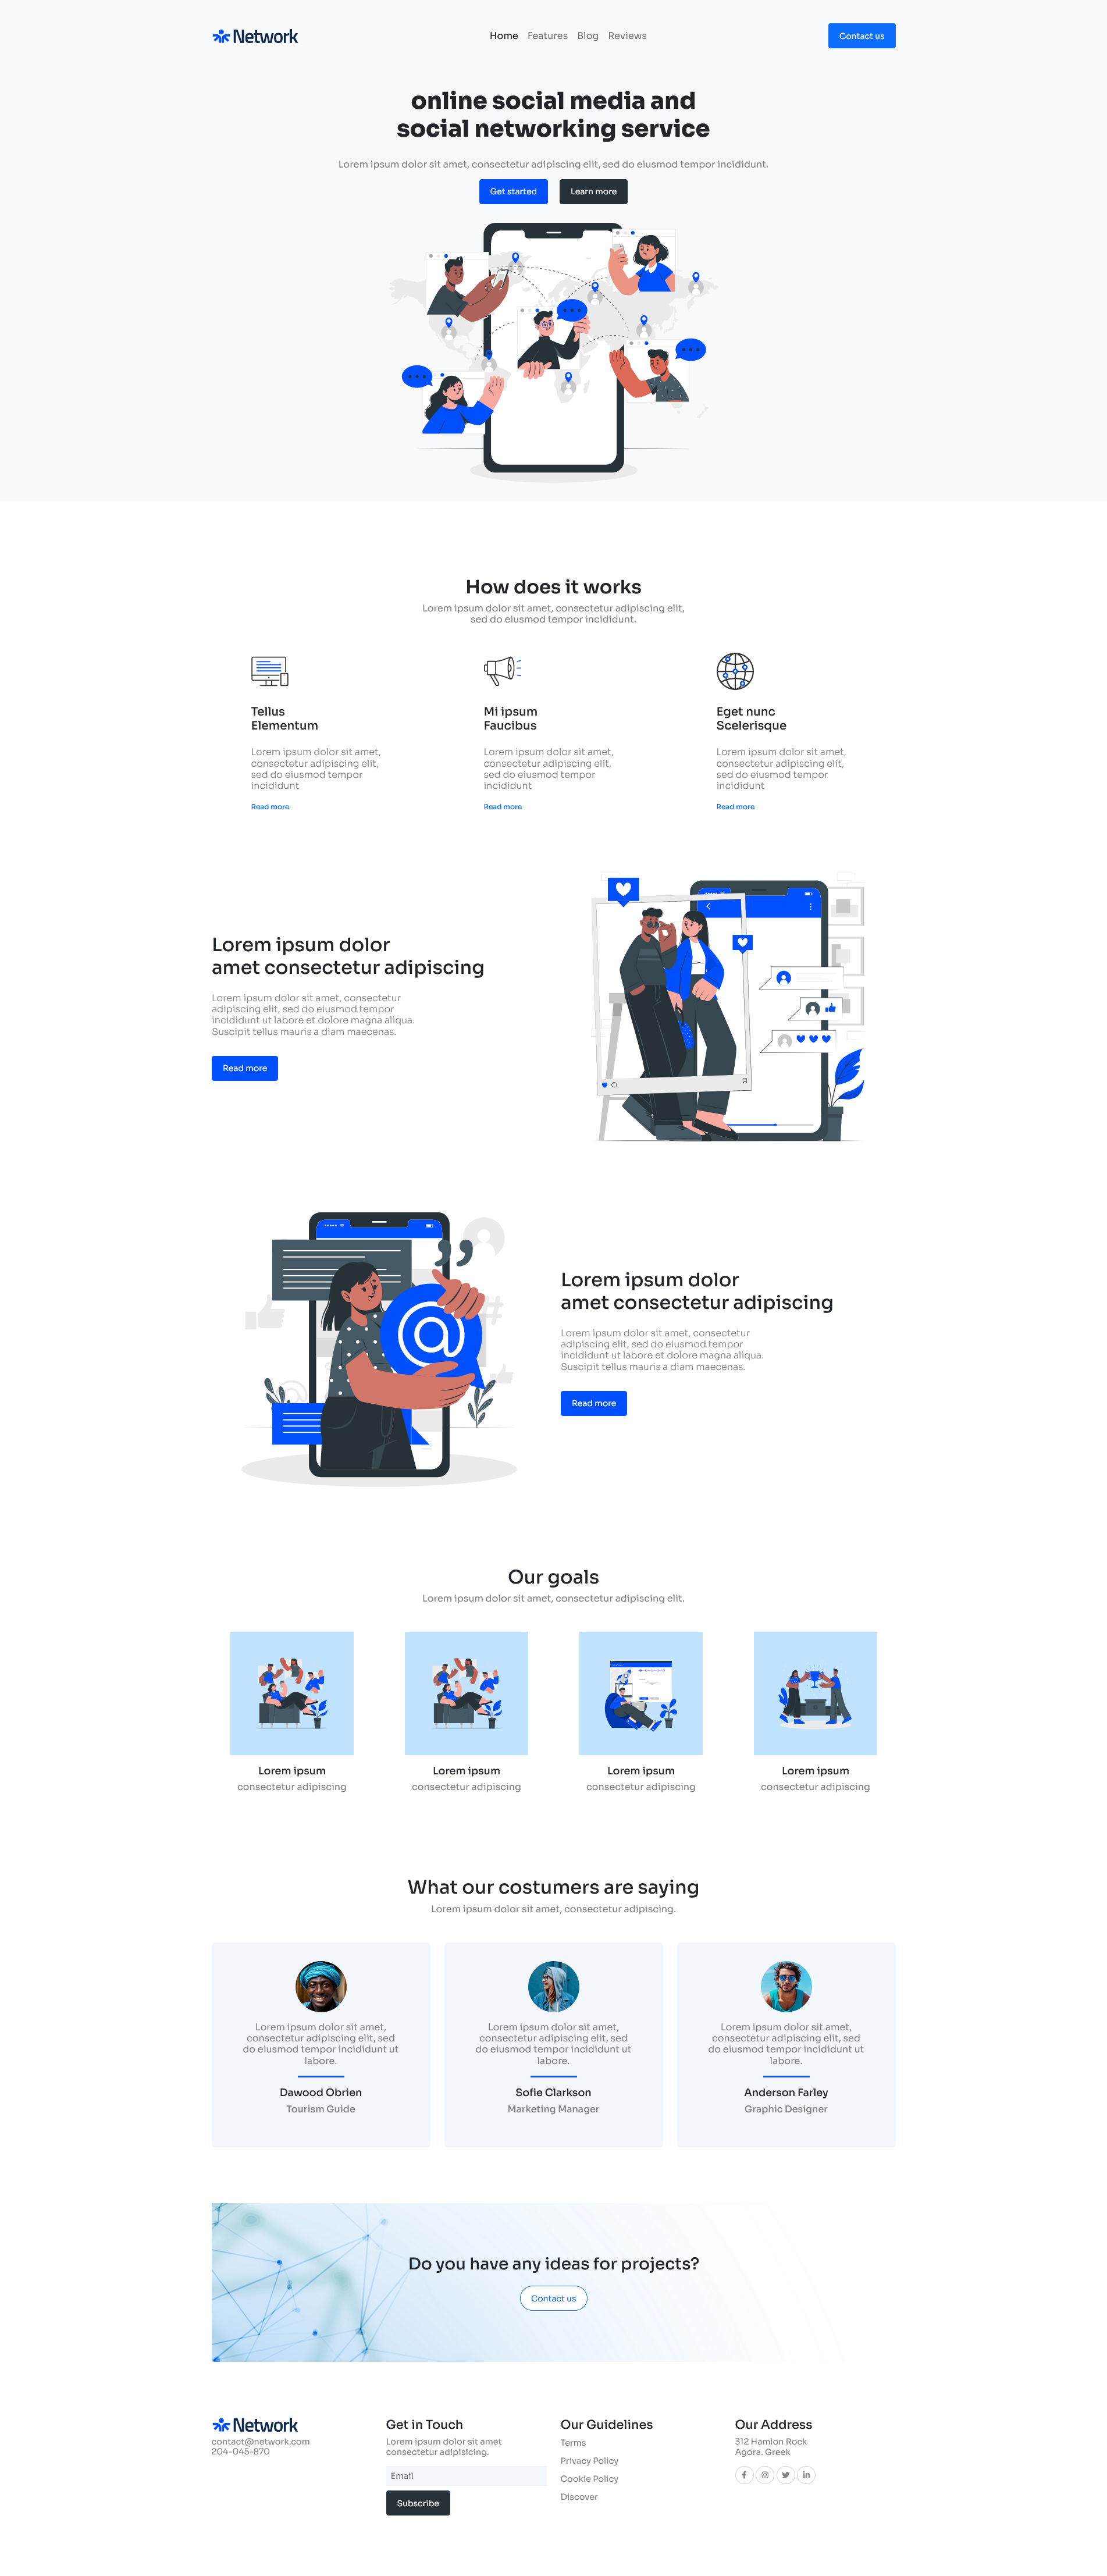 Network
Home Features Blog Reviews
Contact us
online social media and
social networking service
Lorem ipsum dolor sit amet, consectetur adipiscing elit, sed do eiusmod tempor incididunt.
Get started
Learn more
How does it works
Lorem ipsum dolor sit amet, consectetur adipiscing elit,
sed do eiusmod tempor incididunt.
Tellus
Elementum
Lorem ipsum dolor sit amet,
consectetur adipiscing elit,
sed do eiusmod tempor
incididunt
Read more
Mi ipsum
Faucibus
Lorem ipsum dolor sit amet,
consectetur adipiscing elit,
sed do eiusmod tempor
incididunt
Read more
Eget nunc
Scelerisque
Lorem ipsum dolor sit amet,
consectetur adipiscing elit,
sed do eiusmod tempor
incididunt
Read more
Lorem ipsum dolor
amet consectetur adipiscing
Lorem ipsum dolor sit amet, consectetur
adipiscing elit, sed do eiusmod tempor
incididunt ut labore et dolore magna aliqua.
Suscipit tellus mauris a diam maecenas.
Read more
@
#
Lorem ipsum dolor
amet consectetur adipiscing
Lorem ipsum dolor sit amet, consectetur
adipiscing elit, sed do eiusmod tempor
incididunt ut labore et dolore magna aliqua.
Suscipit tellus mauris a diam maecenas.
Read more
Our goals
Lorem ipsum dolor sit amet, consectetur adipiscing elit.
Lorem ipsum
consectetur adipiscing
Lorem ipsum
consectetur adipiscing
Lorem ipsum
consectetur adipiscing
Lorem ipsum
consectetur adipiscing
What our costumers are saying
Lorem ipsum dolor sit amet, consectetur adipiscing.
Lorem ipsum dolor sit amet,
consectetur adipiscing elit, sed
do eiusmod tempor incididunt ut
labore.
Dawood Obrien
Tourism Guide
Lorem ipsum dolor sit amet,
consectetur adipiscing elit, sed
do eiusmod tempor incididunt ut
labore.
Sofie Clarkson
Marketing Manager
Lorem ipsum dolor sit amet,
consectetur adipiscing elit, sed
do eiusmod tempor incididunt ut
labore.
Anderson Farley
Graphic Designer
Do you have any ideas for projects?
Contact us
Network
contact@network.com
204-045-870
Get in Touch
Lorem ipsum dolor sit amet
consectetur adipisicing.
Email
Subscribe
Our Guidelines
Terms
Privacy Policy
Cookie Policy
Discover
Our Address
312 Hamlon Rock
Agora. Greek